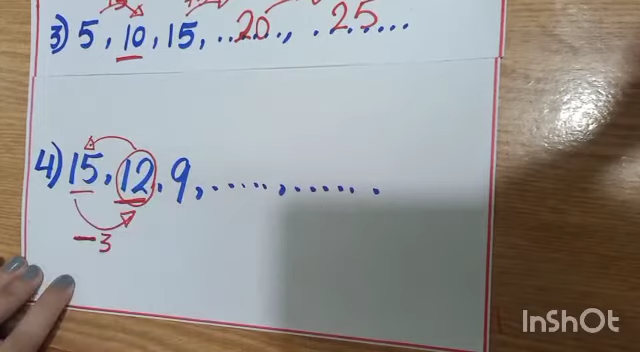 3) 5, 10, 15, ..20..., .25.....
4) 15, 12, 9, ......, .......
-3
InShOt